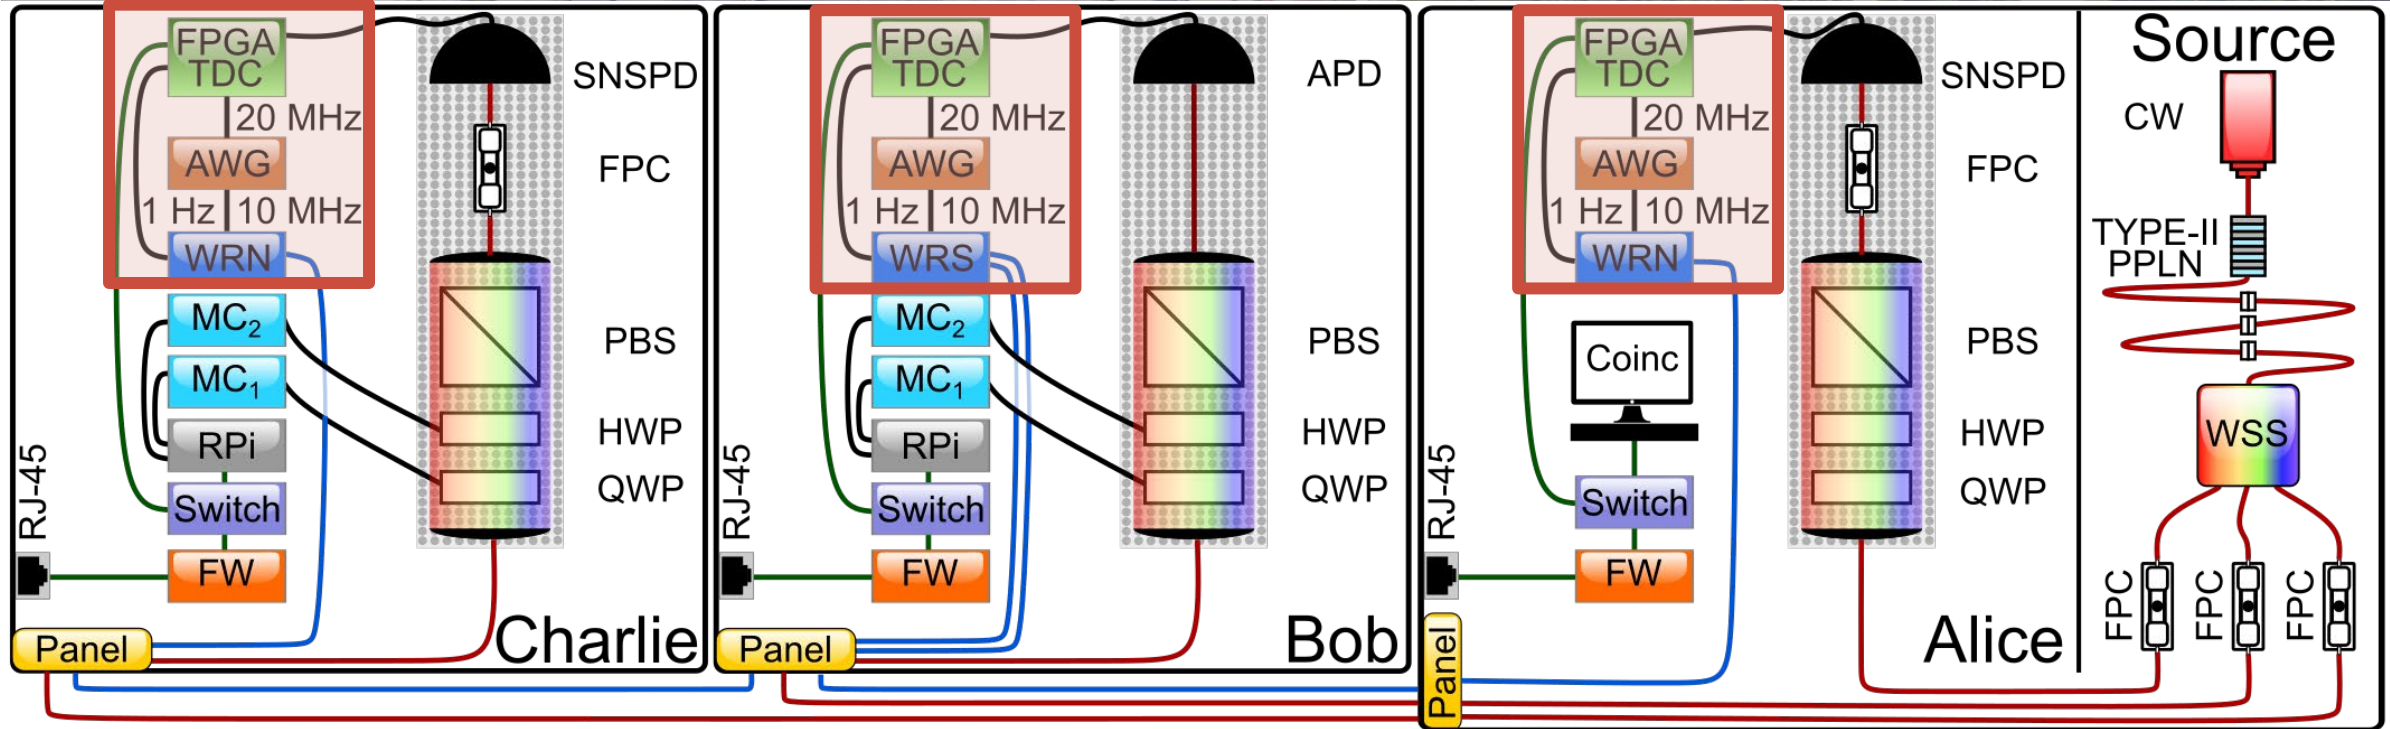 FPGA
TDC
20 MHz
AWG
1 Hz
10 MHz
WRN
MC2
MC1
RPi
Switch
FW
RJ-45
Panel
SNSPD
FPC
PBS
HWP
QWP
Charlie
FPGA
TDC
20 MHz
AWG
1 Hz
10 MHz
WRS
MC2
MC1
RPi
Switch
FW
RJ-45
Panel
APD
PBS
HWP
QWP
Bob
FPGA
TDC
20 MHz
AWG
1 Hz
10 MHz
WRN
Coinc
Switch
FW
RJ-45
Panel
SNSPD
FPC
PBS
HWP
QWP
Alice
Source
CW
TYPE-II
PPLN
WSS
FPC
FPC
FPC